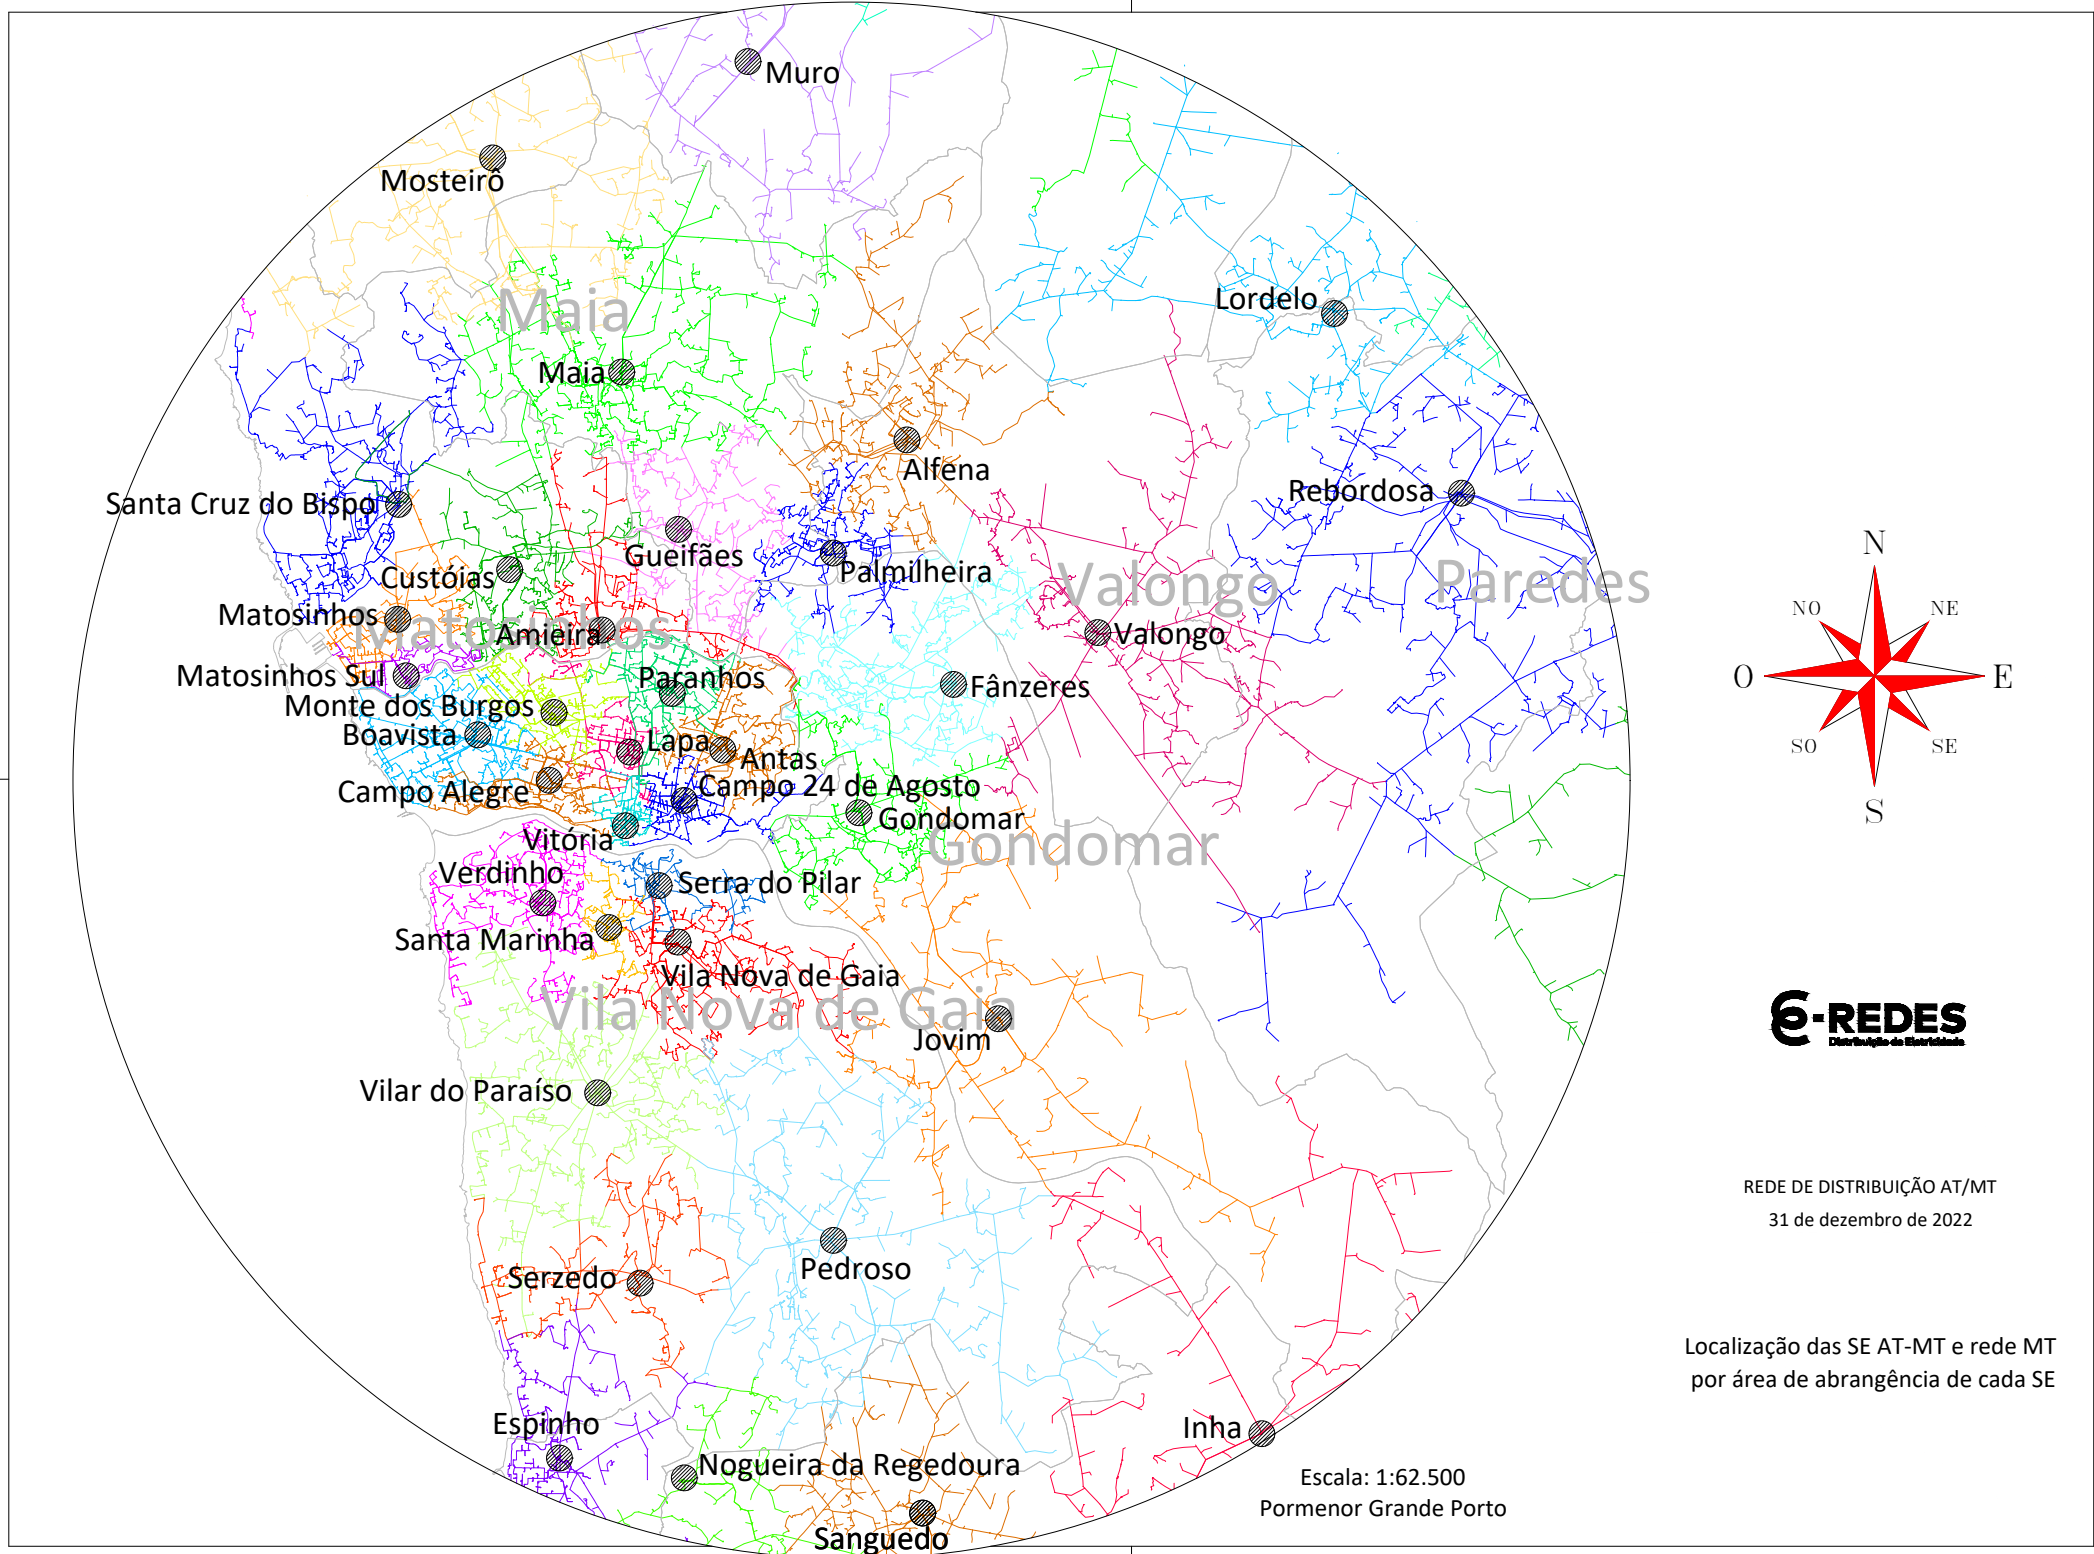 Muro
Mosteirô
Maia
Lordelo
Maia
Alfena
Rebordosa
Santa Cruz do Bispo
Gueifães
Palmilheira
Custóias
Valongo
Paredes
Matosinhos
Matosinhos
Amieira
Valongo
Matosinhos Sul
Paranhos
Fânzeres
Monte dos Burgos
Boavista
Lapa
Antas
Campo Alegre
Campo 24 de Agosto
Gondomar
Vitória
Gondomar
Verdinho
Serra do Pilar
Santa Marinha
Vila Nova de Gaia
Vila Nova de Gaia
Jovim
Vilar do Paraíso
Pedroso
Serzedo
Espinho
Inha
Nogueira da Regedoura
Sanguedo
N
NO
NE
O
E
SO
SE
S
e-REDES
Distribuição de Eletricidade
REDE DE DISTRIBUIÇÃO AT/MT
31 de dezembro de 2022
Localização das SE AT-MT e rede MT
por área de abrangência de cada SE
Escala: 1:62.500
Pormenor Grande Porto